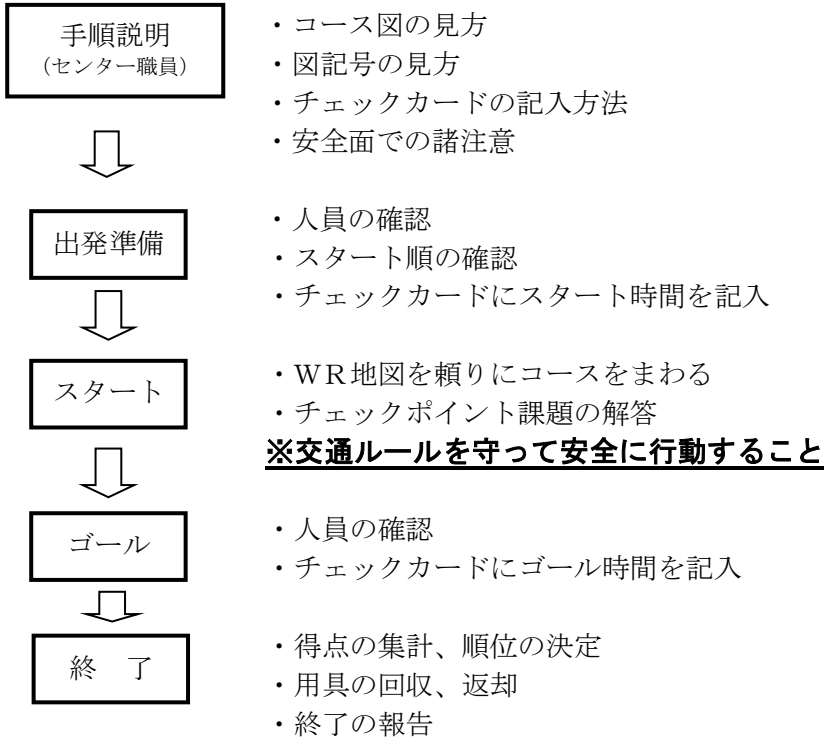 手順説明
（センター職員）
・コース図の見方
・図記号の見方
・チェックカードの記入方法
・安全面での諸注意
出発準備
・人員の確認
・スタート順の確認
・チェックカードにスタート時間を記入
スタート
・ＷＲ地図を頼りにコースをまわる
・チェックポイント課題の解答
※交通ルールを守って安全に行動すること
ゴール
・人員の確認
・チェックカードにゴール時間を記入
終　了
・得点の集計、順位の決定
・用具の回収、返却
・終了の報告